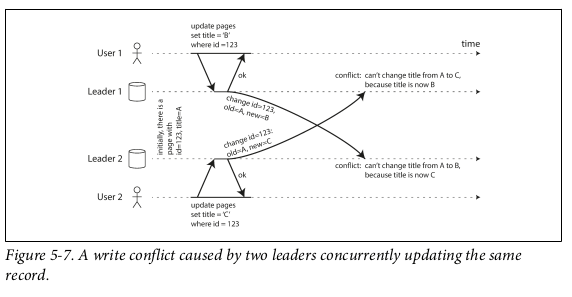 update pages
set title = 'B'
where id =123
time
User 1
ok
conflict: can't change title from A to C,
because title is now B
Leader 1
change id=123,
old=A, new=B
initially, there is a
page with
id=123, title=A
change id=123:
old=A, new=C
Leader 2
conflict: can't change title from A to B,
because title is now C
ok
User 2
update pages
set title = 'C'
where id = 123
Figure 5-7. A write conflict caused by two leaders concurrently updating the same
record.